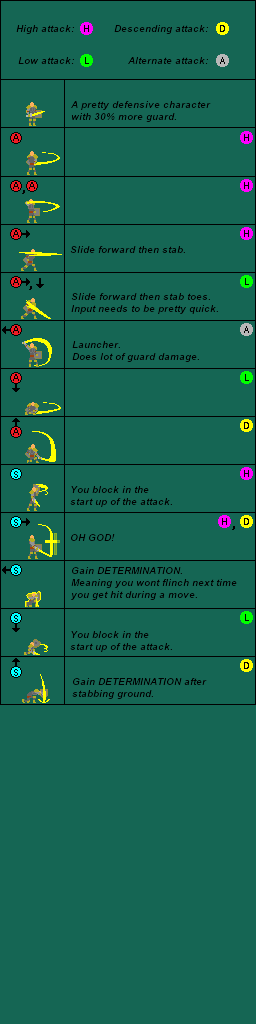 High attack: H Descending attack: D
Low attack: L Alternate attack: A
A pretty defensive character
with 30% more guard.
A H
A,A H
A H
Slide forward then stab.
A , L
Slide forward then stab toes.
Input needs to be pretty quick.
A A
Launcher.
Does lot of guard damage.
A L
A D
S H
You block in the
start up of the attack.
S H, D
OH GOD!
S
Gain DETERMINATION.
Meaning you wont flinch next time
you get hit during a move.
S L
You block in the
start up of the attack.
S D
Gain DETERMINATION after
stabbing ground.